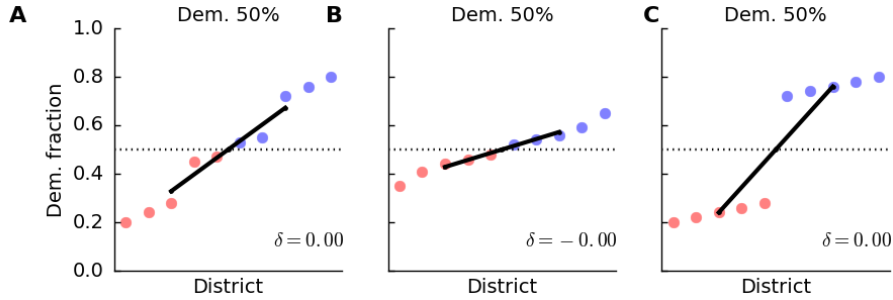 A
Dem. 50%
B
Dem. 50%
C
Dem. 50%
Dem. fraction
1.0
0.8
0.6
0.4
0.2
0.0
δ = 0.00
δ = −0.00
δ = 0.00
District
District
District